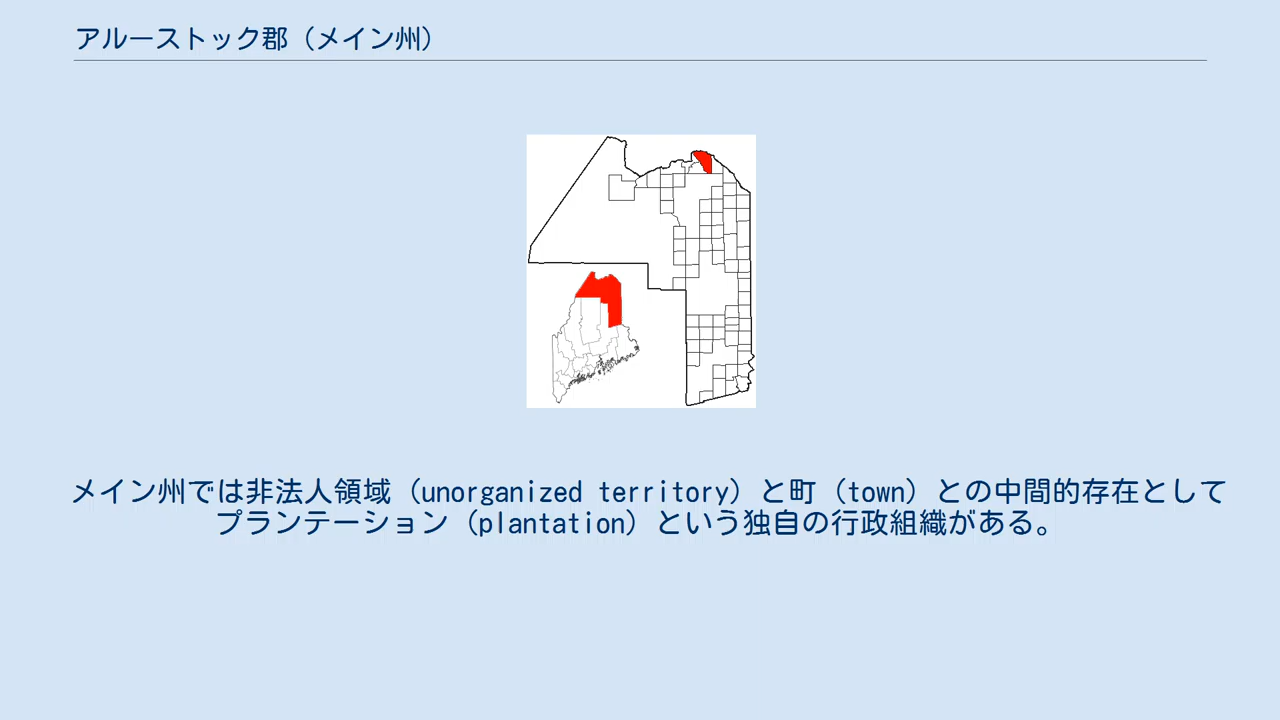 アルーストック郡（メイン州）
メイン州では非法人領域（unorganized territory）と町（town）との中間的存在として
プランテーション（plantation）という独自の行政組織がある。